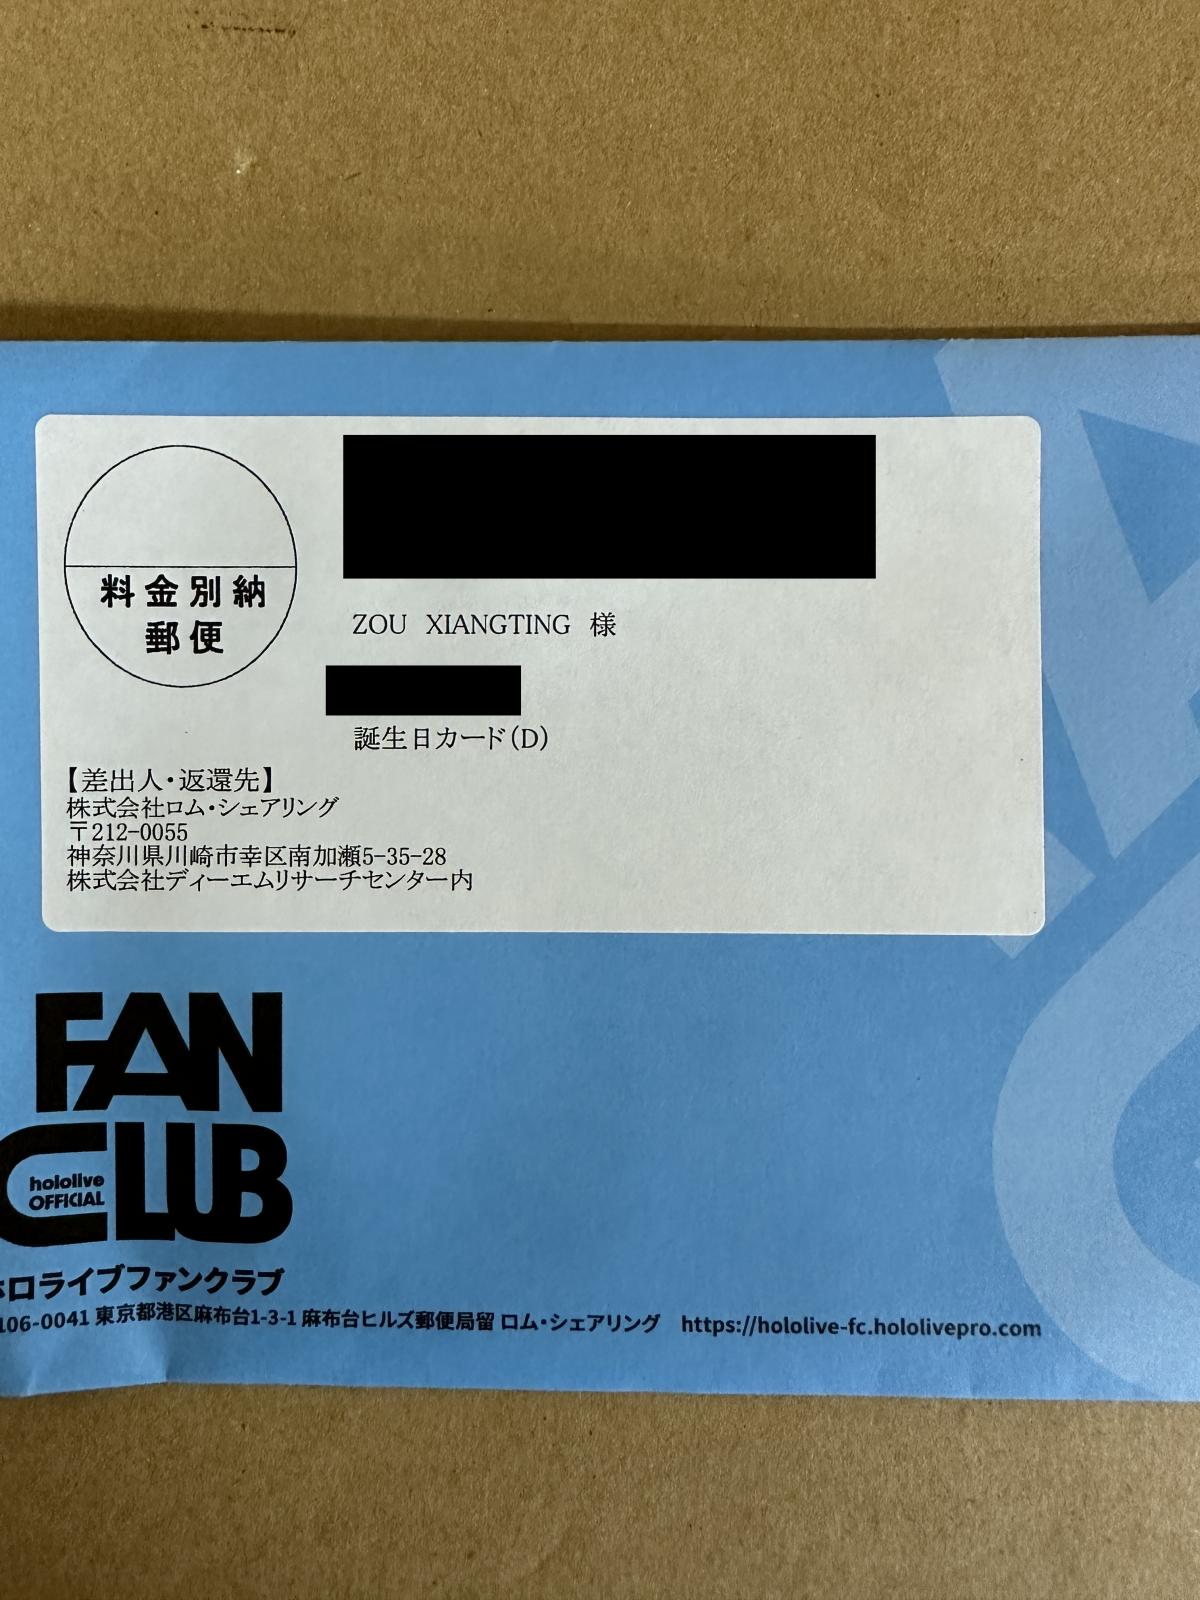 料金別納
郵便
ZOU XIANGTING 様
誕生日カード(D)
【差出人・返還先】
株式会社ロム・シェアリング
〒212-0055
神奈川県川崎市幸区南加瀬5-35-28
株式会社ディーエムリサーチセンター内
FAN
CLUB
hololive
OFFICIAL
ホロライブファンクラブ
106-0041 東京都港区麻布台1-3-1 麻布台ヒルズ郵便局留 ロム・シェアリング https://hololive-fc.hololivepro.com